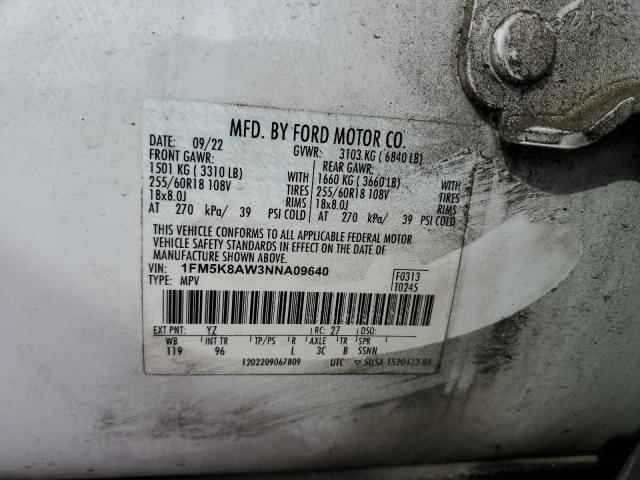 MFD. BY FORD MOTOR CO.
DATE: 09/22 GVWR: 3103 KG ( 6840 LB)
FRONT GAWR: REAR GAWR:
1501 KG ( 3310 LB) WITH 1660 KG ( 3660 LB) WITH
255/60R18 108V TIRES 255/60R18 108V TIRES
18x8.0J RIMS 18x8.0J RIMS
AT 270 kPa/ 39 PSI COLD AT 270 kPa/ 39 PSI COLD
THIS VEHICLE CONFORMS TO ALL APPLICABLE FEDERAL MOTOR
VEHICLE SAFETY STANDARDS IN EFFECT ON THE DATE OF
MANUFACTURE SHOWN ABOVE.
VIN: 1FM5K8AW3NNA09640 F0313
TYPE: MPV T0245
EXT PNT: YZ RC: 27 DSO:
WB INT TR TP/PS R AXLE TR SPR
119 96 L 3C B SSNN
1202209067809 UTC ▽ 5U5A-1520472-BA